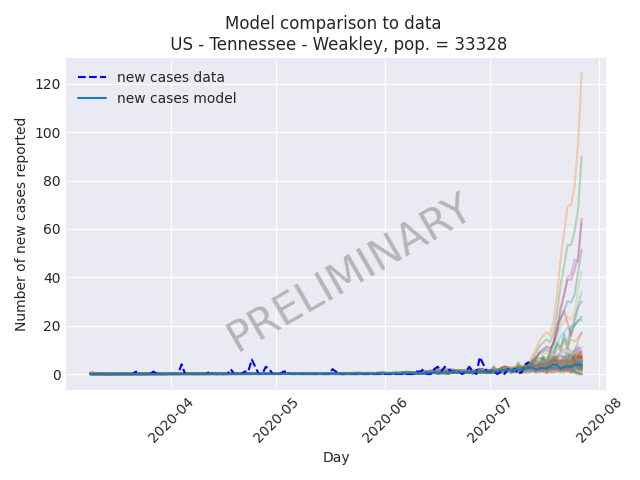 Model comparison to data
US - Tennessee - Weakley, pop. = 33328
new cases data
new cases model
Number of new cases reported
120
100
80
60
40
20
0
PRELIMINARY
2020-04
2020-05
2020-06
2020-07
2020-08
Day